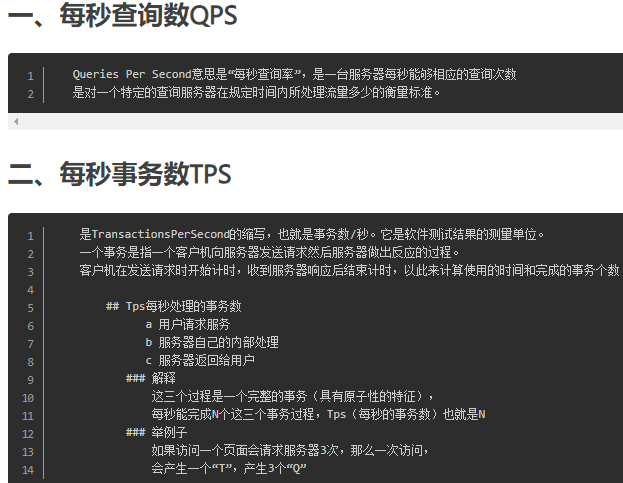 一、每秒查询数QPS
1 Queries Per Second意思是“每秒查询率”，是一台服务器每秒能够相应的查询次数
2 是对一个特定的查询服务器在规定时间内所处理流量多少的衡量标准。
二、每秒事务数TPS
1 是TransactionsPerSecond的缩写，也就是事务数/秒。它是软件测试结果的测量单位。
2 一个事务是指一个客户机向服务器发送请求然后服务器做出反应的过程。
3 客户机在发送请求时开始计时，收到服务器响应后结束计时，以此来计算使用的时间和完成的事务个数
4
5 ## Tps每秒处理的事务数
6 a 用户请求服务
7 b 服务器自己的内部处理
8 c 服务器返回给用户
9 ### 解释
10 这三个过程是一个完整的事务（具有原子性的特征），
11 每秒能完成N个这三个事务过程，Tps（每秒的事务数）也就是N
12 ### 举例子
13 如果访问一个页面会请求服务器3次，那么一次访问，
14 会产生一个“T”，产生3个“Q”